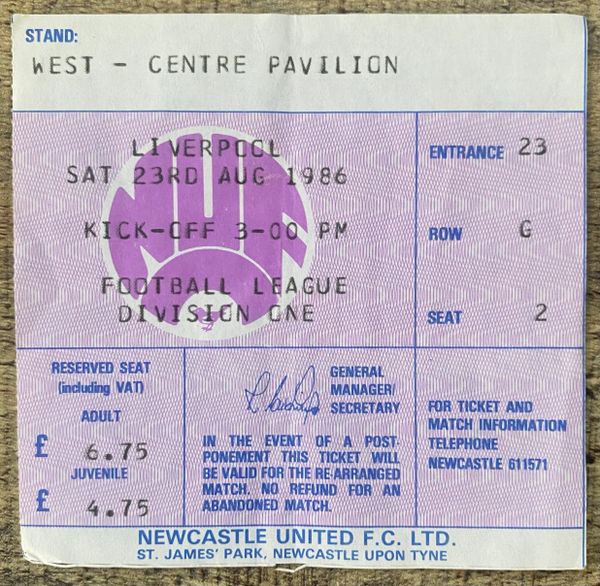 STAND:
WEST - CENTRE PAVILION
LIVERPOOL
SAT 23RD AUG 1986
KICK-OFF 3-00 PM
FOOTBALL LEAGUE
DIVISION ONE
ENTRANCE 23
ROW G
SEAT 2
RESERVED SEAT
(including VAT)
ADULT
£ 6.75
JUVENILE
£ 4.75
GENERAL
MANAGER/
SECRETARY
IN THE EVENT OF A POST-
PONEMENT THIS TICKET WILL
BE VALID FOR THE RE-ARRANGED
MATCH. NO REFUND FOR AN
ABANDONED MATCH.
FOR TICKET AND
MATCH INFORMATION
TELEPHONE
NEWCASTLE 611571
NEWCASTLE UNITED F.C. LTD.
ST. JAMES' PARK, NEWCASTLE UPON TYNE